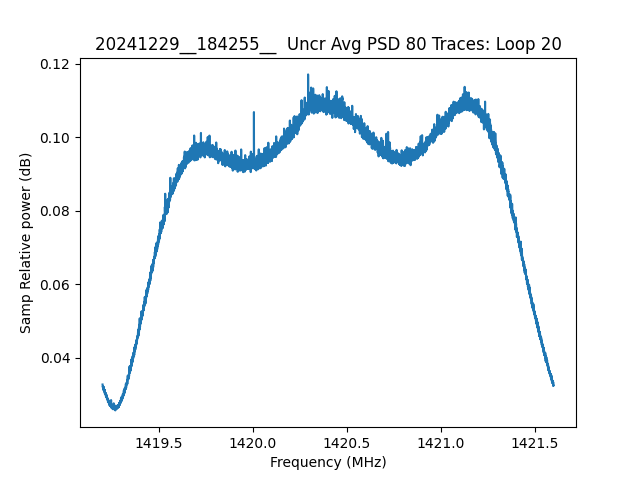 20241229__184255__  Uncr Avg PSD 80 Traces: Loop 20
0.12
0.10
0.08
0.06
0.04
Samp Relative power (dB)
1419.5 1420.0 1420.5 1421.0 1421.5
Frequency (MHz)